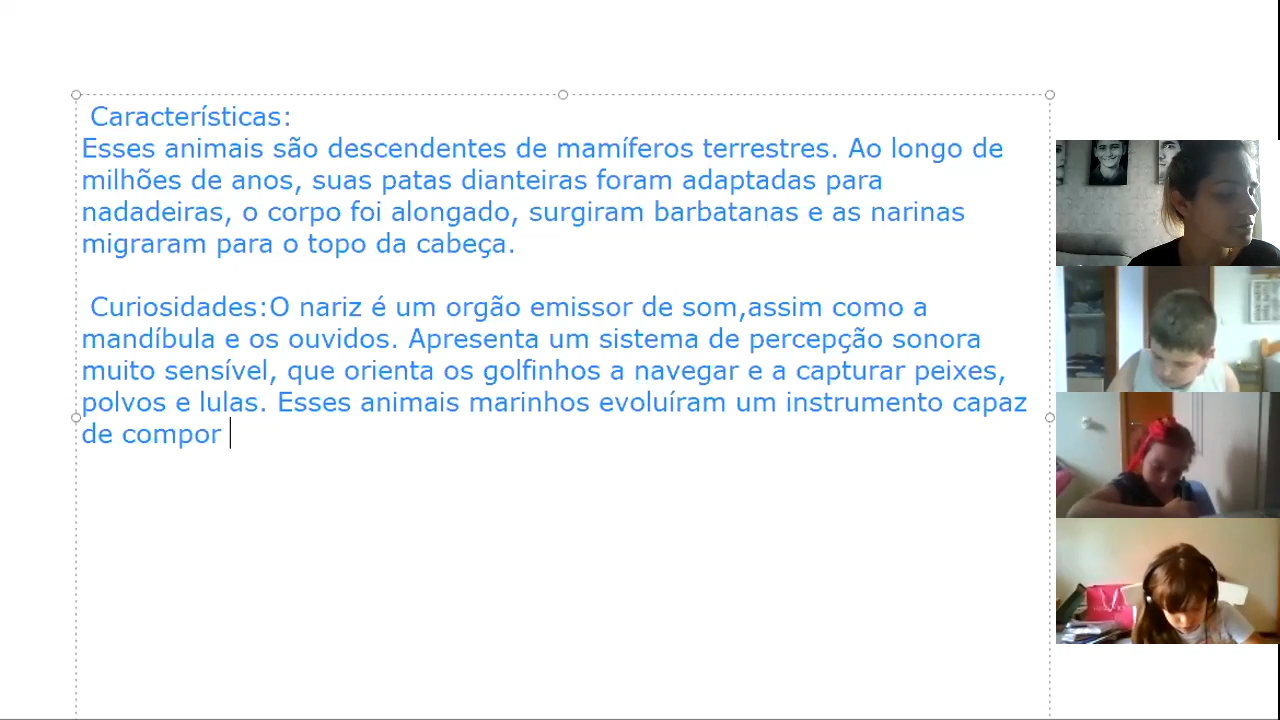 Características:
Esses animais são descendentes de mamíferos terrestres. Ao longo de
milhões de anos, suas patas dianteiras foram adaptadas para
nadadeiras, o corpo foi alongado, surgiram barbatanas e as narinas
migraram para o topo da cabeça.
Curiosidades:O nariz é um orgão emissor de som,assim como a
mandíbula e os ouvidos. Apresenta um sistema de percepção sonora
muito sensível, que orienta os golfinhos a navegar e a capturar peixes,
polvos e lulas. Esses animais marinhos evoluíram um instrumento capaz
de compor